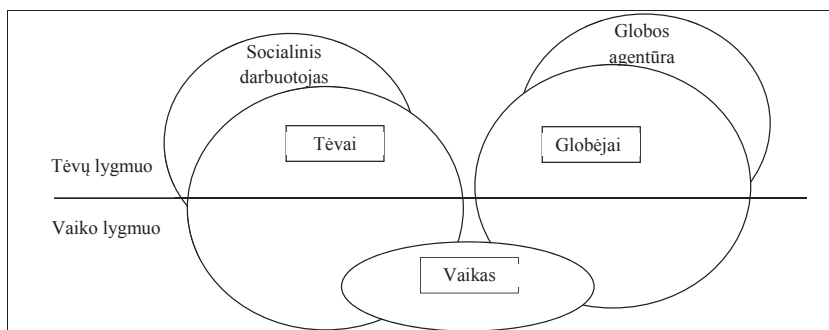 Socialinis
darbuotojas
Globos
agentūra
Tėvai
Globėjai
Tėvų lygmuo
Vaiko lygmuo
Vaikas